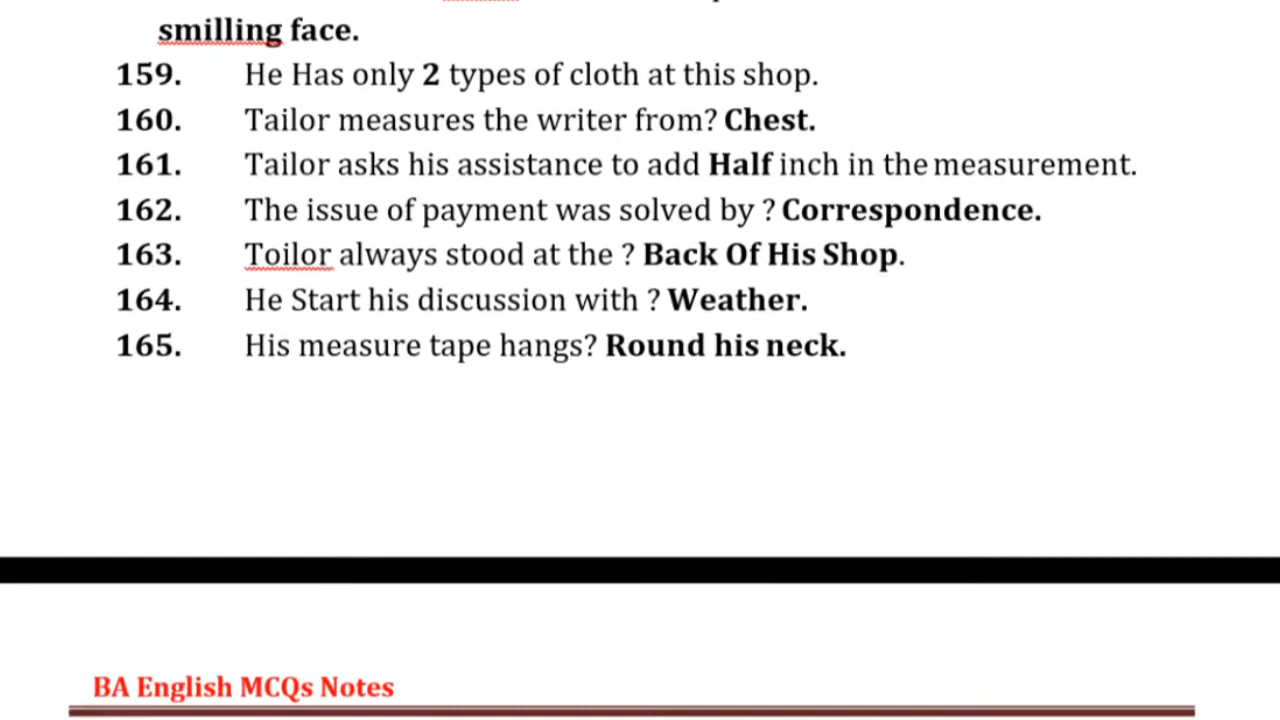 smilling face.
159. He Has only 2 types of cloth at this shop.
160. Tailor measures the writer from? Chest.
161. Tailor asks his assistance to add Half inch in the measurement.
162. The issue of payment was solved by ? Correspondence.
163. Toilor always stood at the ? Back Of His Shop.
164. He Start his discussion with ? Weather.
165. His measure tape hangs? Round his neck.
BA English MCQs Notes